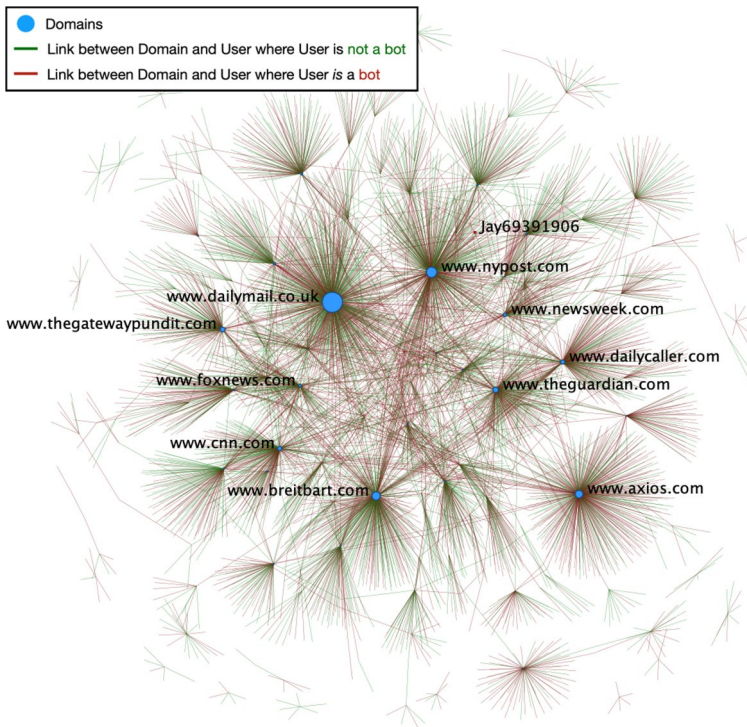 Domains
Link between Domain and User where User is not a bot
Link between Domain and User where User is a bot
Jay69391906
www.nypost.com
www.dailymail.co.uk
www.newsweek.com
www.thegatewaypundit.com
www.dailycaller.com
www.foxnews.com
www.theguardian.com
www.cnn.com
www.breitbart.com
www.axios.com